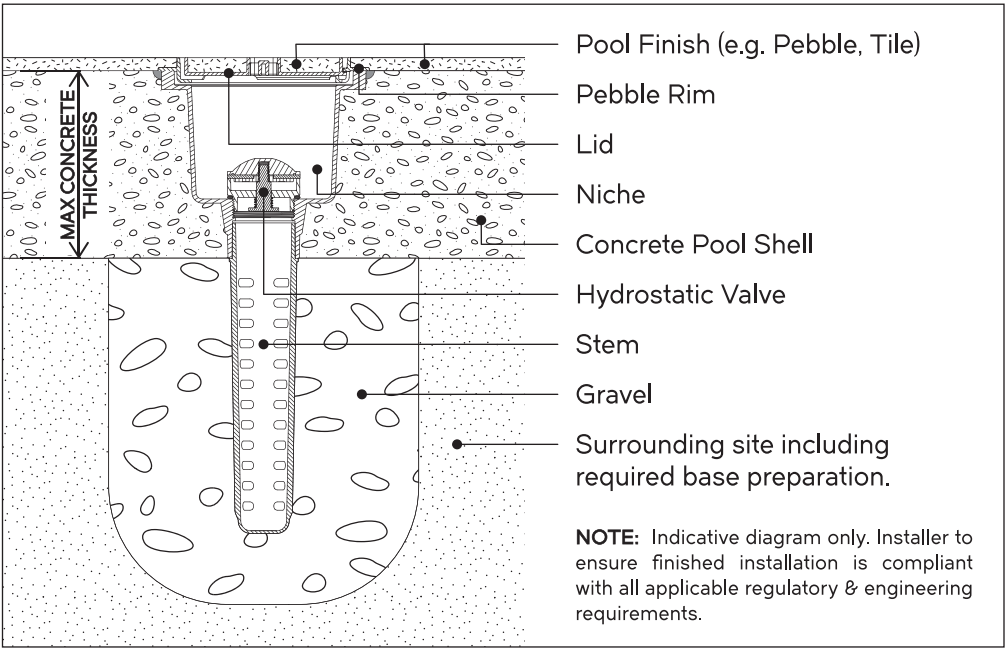 Pool Finish (e.g. Pebble, Tile)
Pebble Rim
Lid
Niche
Concrete Pool Shell
Hydrostatic Valve
Stem
Gravel
Surrounding site including
required base preparation.
NOTE: Indicative diagram only. Installer to
ensure finished installation is compliant
with all applicable regulatory & engineering
requirements.
MAX CONCRETE
THICKNESS